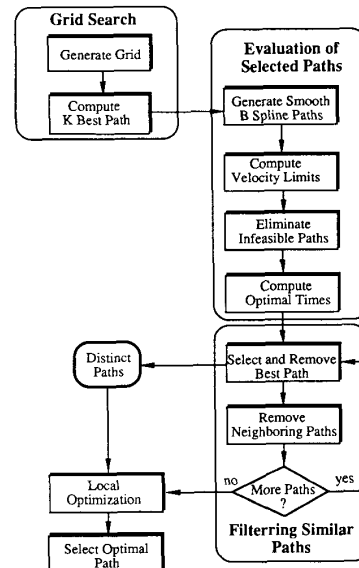 Grid Search
Generate Grid
Compute
K Best Path
Evaluation of
Selected Paths
Generate Smooth
B Spline Paths
Compute
Velocity Limits
Eliminate
Infeasible Paths
Compute
Optimal Times
Distinct
Paths
Select and Remove
Best Path
Remove
Neighboring Paths
no
More Paths
?
yes
Filterring Similar
Paths
Local
Optimization
Select Optimal
Path